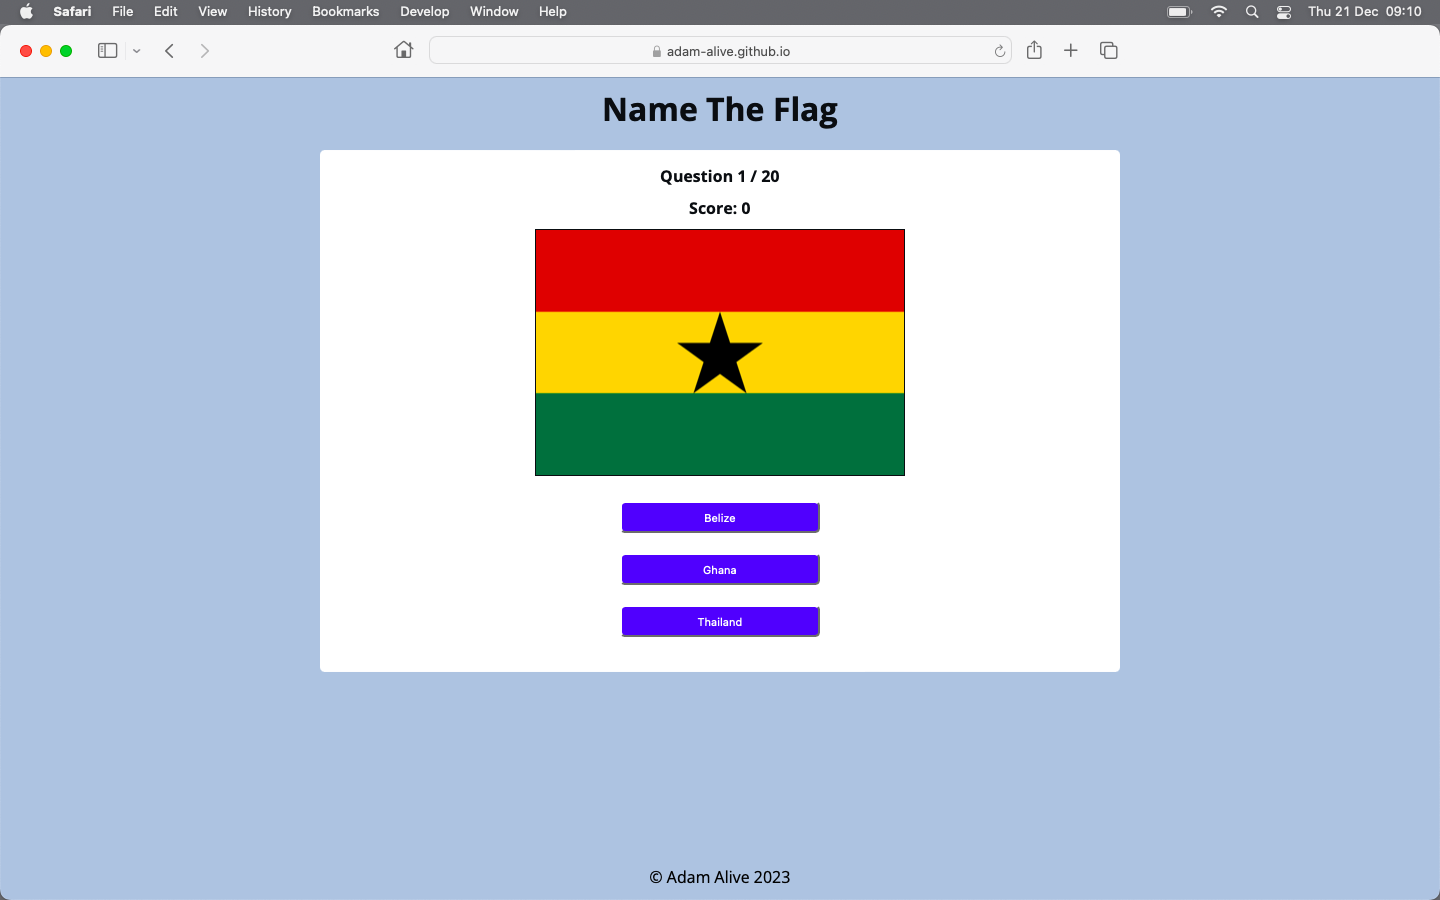 Safari File Edit View History Bookmarks Develop Window Help Thu 21 Dec 09:10
adam-alive.github.io
Name The Flag
Question 1 / 20
Score: 0
Belize
Ghana
Thailand
© Adam Alive 2023